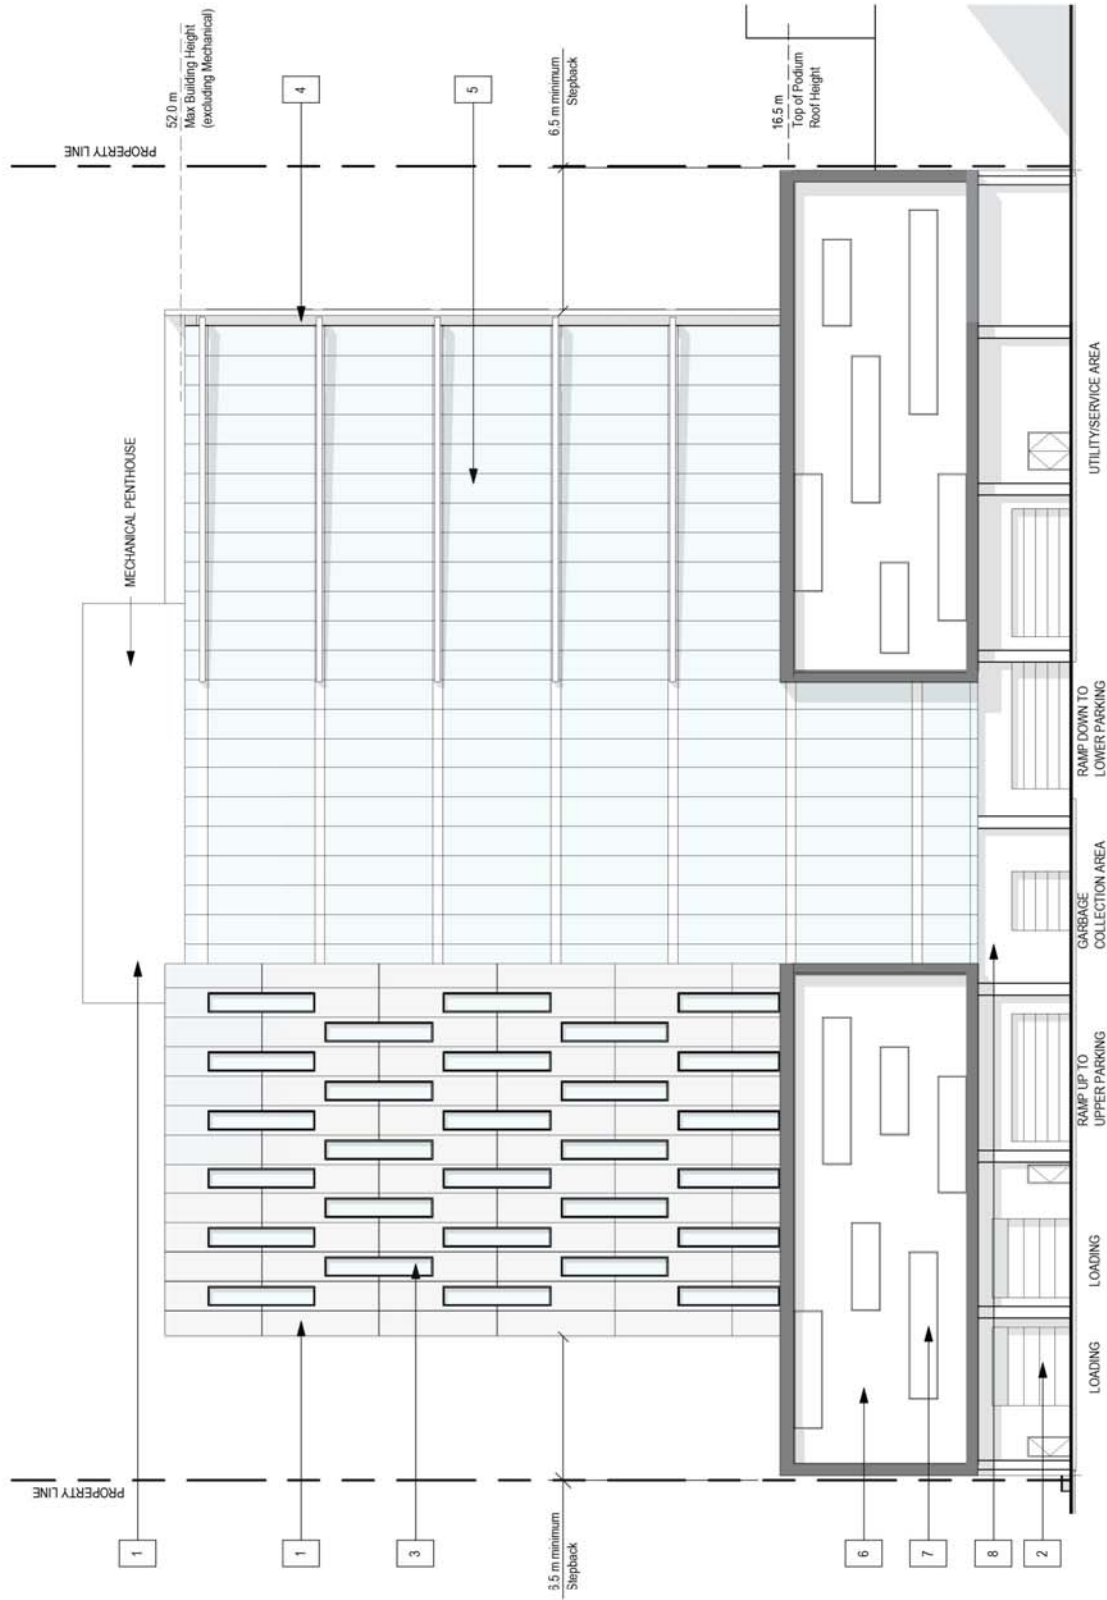 PROPERTY LINE
52.0 m
Max Building Height
(excluding Mechanical)
MECHANICAL PENTHOUSE
4
5
6.5 m minimum
Stepback
16.5 m
Top of Podium
Roof Height
PROPERTY LINE
1
1
3
6.5 m minimum
Stepback
6
7
8
2
LOADING
LOADING
RAMP UP TO
UPPER PARKING
GARBAGE
COLLECTION AREA
RAMP DOWN TO
LOWER PARKING
UTILITY/SERVICE AREA